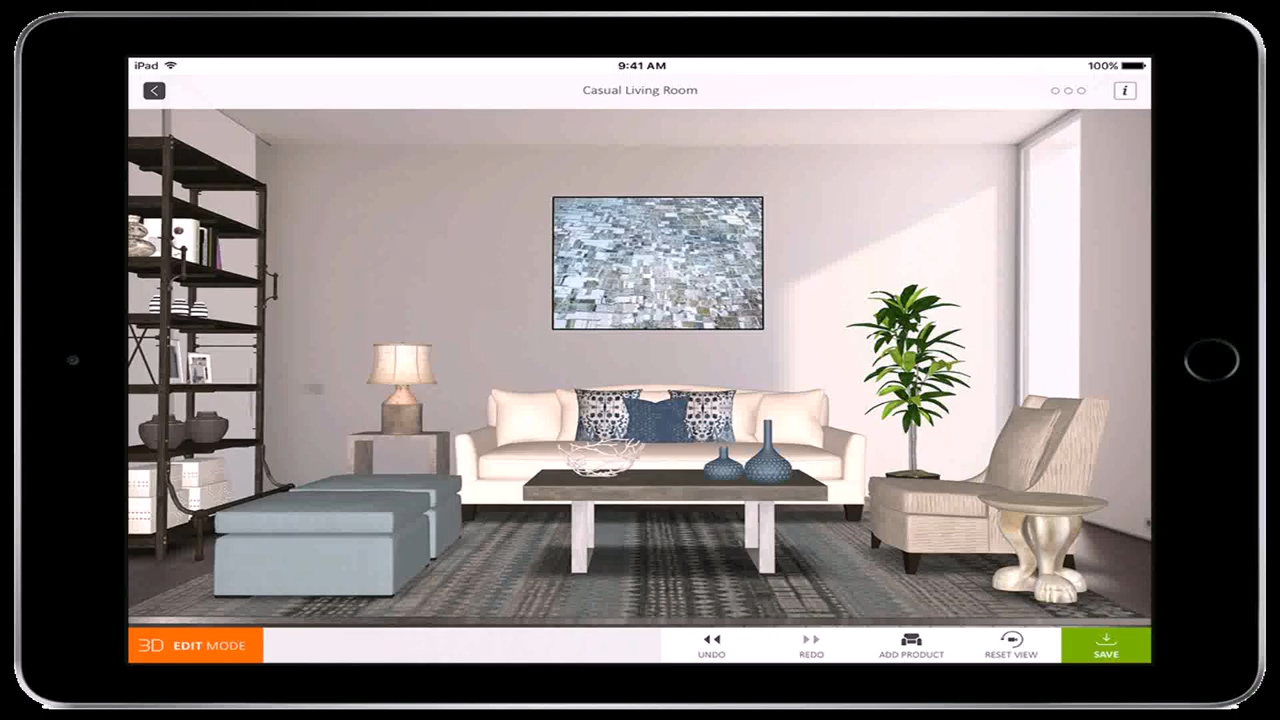 iPad 9:41 AM 100%
Casual Living Room
i
3D EDIT MODE
UNDO
REDO
ADD PRODUCT
RESET VIEW
SAVE